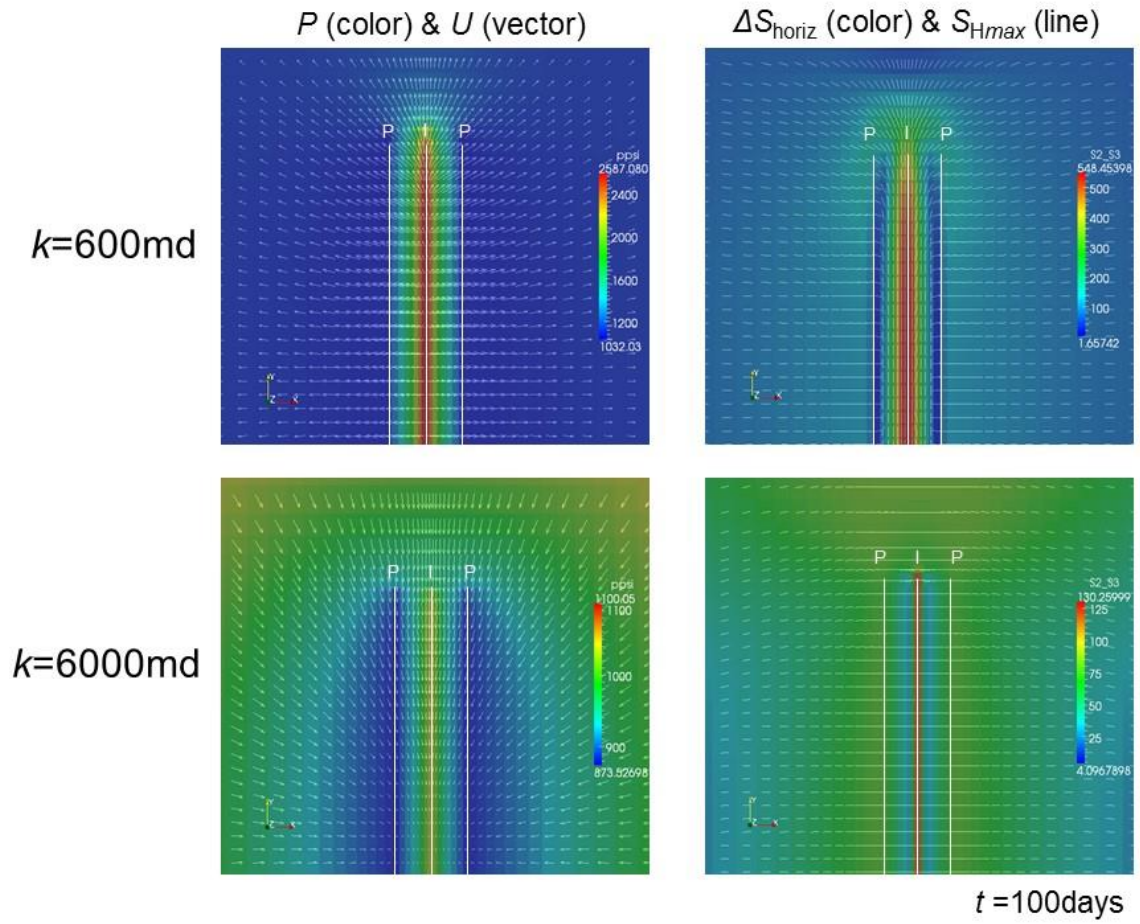 P (color) & U (vector)
ΔS_horiz (color) & S_Hmax (line)
k=600md
P I P
ppsi
2587.080
2400
2000
1600
1200
1032.03
Y
Z X
P I P
S2_S3
548.45398
500
400
300
200
100
1.65742
Y
Z X
k=6000md
P I P
ppsi
1100.05
1100
1000
900
873.52698
Y
Z X
P I P
S2_S3
130.25999
125
100
75
50
25
4.0967898
Y
Z X
t =100days